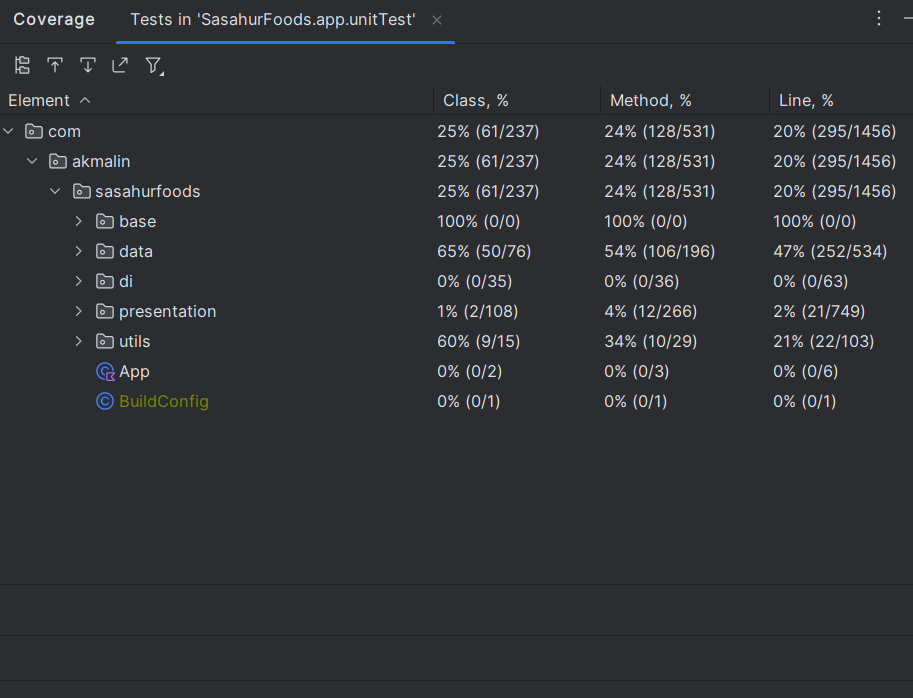 Coverage Tests in 'SasahurFoods.app.unitTest'
Element Class, % Method, % Line, %
com 25% (61/237) 24% (128/531) 20% (295/1456)
akmalin 25% (61/237) 24% (128/531) 20% (295/1456)
sasahurfoods 25% (61/237) 24% (128/531) 20% (295/1456)
base 100% (0/0) 100% (0/0) 100% (0/0)
data 65% (50/76) 54% (106/196) 47% (252/534)
di 0% (0/35) 0% (0/36) 0% (0/63)
presentation 1% (2/108) 4% (12/266) 2% (21/749)
utils 60% (9/15) 34% (10/29) 21% (22/103)
App 0% (0/2) 0% (0/3) 0% (0/6)
BuildConfig 0% (0/1) 0% (0/1) 0% (0/1)